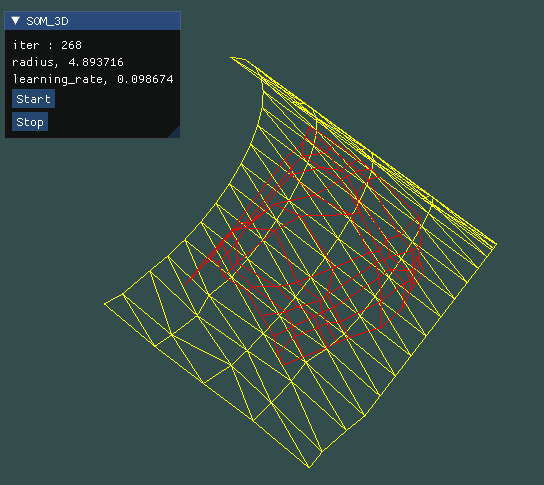 SOM_3D
iter : 268
radius, 4.893716
learning_rate, 0.098674
Start
Stop